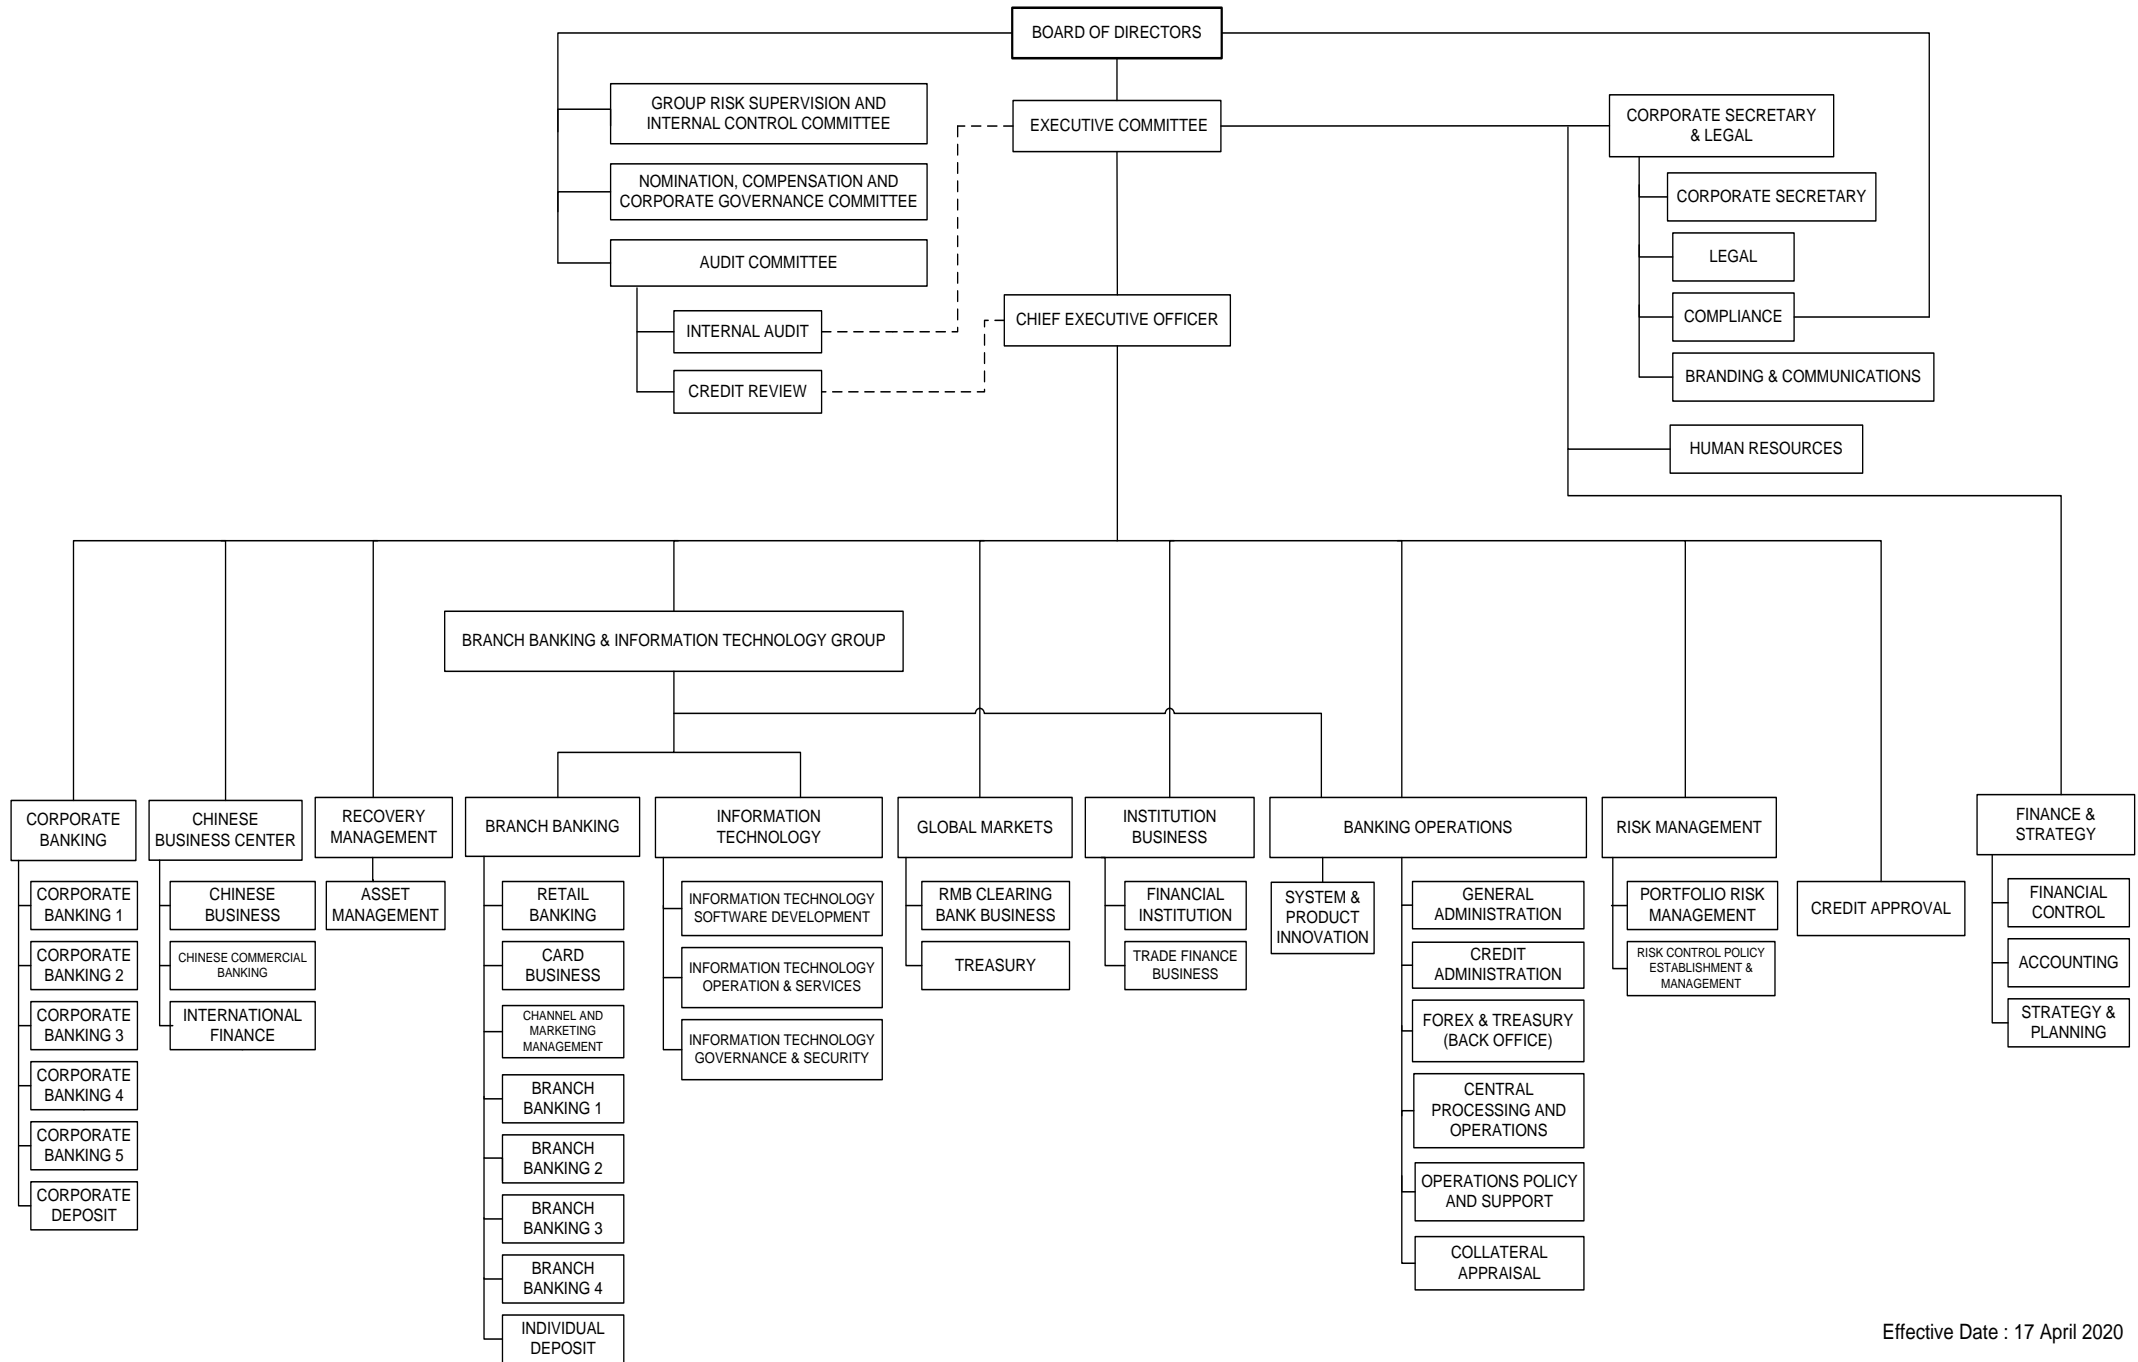 BOARD OF DIRECTORS
GROUP RISK SUPERVISION AND
INTERNAL CONTROL COMMITTEE
EXECUTIVE COMMITTEE
CORPORATE SECRETARY
& LEGAL
NOMINATION, COMPENSATION AND
CORPORATE GOVERNANCE COMMITTEE
CORPORATE SECRETARY
AUDIT COMMITTEE
LEGAL
INTERNAL AUDIT
CHIEF EXECUTIVE OFFICER
COMPLIANCE
CREDIT REVIEW
BRANDING & COMMUNICATIONS
HUMAN RESOURCES
BRANCH BANKING & INFORMATION TECHNOLOGY GROUP
CORPORATE
BANKING
CHINESE
BUSINESS CENTER
RECOVERY
MANAGEMENT
BRANCH BANKING
INFORMATION
TECHNOLOGY
GLOBAL MARKETS
INSTITUTION
BUSINESS
BANKING OPERATIONS
RISK MANAGEMENT
FINANCE &
STRATEGY
CORPORATE
BANKING 1
CORPORATE
BANKING 2
CORPORATE
BANKING 3
CORPORATE
BANKING 4
CORPORATE
BANKING 5
CORPORATE
DEPOSIT
CHINESE
BUSINESS
CHINESE COMMERCIAL
BANKING
INTERNATIONAL
FINANCE
ASSET
MANAGEMENT
RETAIL
BANKING
CARD
BUSINESS
CHANNEL AND
MARKETING
MANAGEMENT
BRANCH
BANKING 1
BRANCH
BANKING 2
BRANCH
BANKING 3
BRANCH
BANKING 4
INDIVIDUAL
DEPOSIT
INFORMATION TECHNOLOGY
SOFTWARE DEVELOPMENT
INFORMATION TECHNOLOGY
OPERATION & SERVICES
INFORMATION TECHNOLOGY
GOVERNANCE & SECURITY
RMB CLEARING
BANK BUSINESS
TREASURY
FINANCIAL
INSTITUTION
TRADE FINANCE
BUSINESS
SYSTEM &
PRODUCT
INNOVATION
GENERAL
ADMINISTRATION
CREDIT
ADMINISTRATION
FOREX & TREASURY
(BACK OFFICE)
CENTRAL
PROCESSING AND
OPERATIONS
OPERATIONS POLICY
AND SUPPORT
COLLATERAL
APPRAISAL
PORTFOLIO RISK
MANAGEMENT
RISK CONTROL POLICY
ESTABLISHMENT &
MANAGEMENT
CREDIT APPROVAL
FINANCIAL
CONTROL
ACCOUNTING
STRATEGY &
PLANNING
Effective Date : 17 April 2020